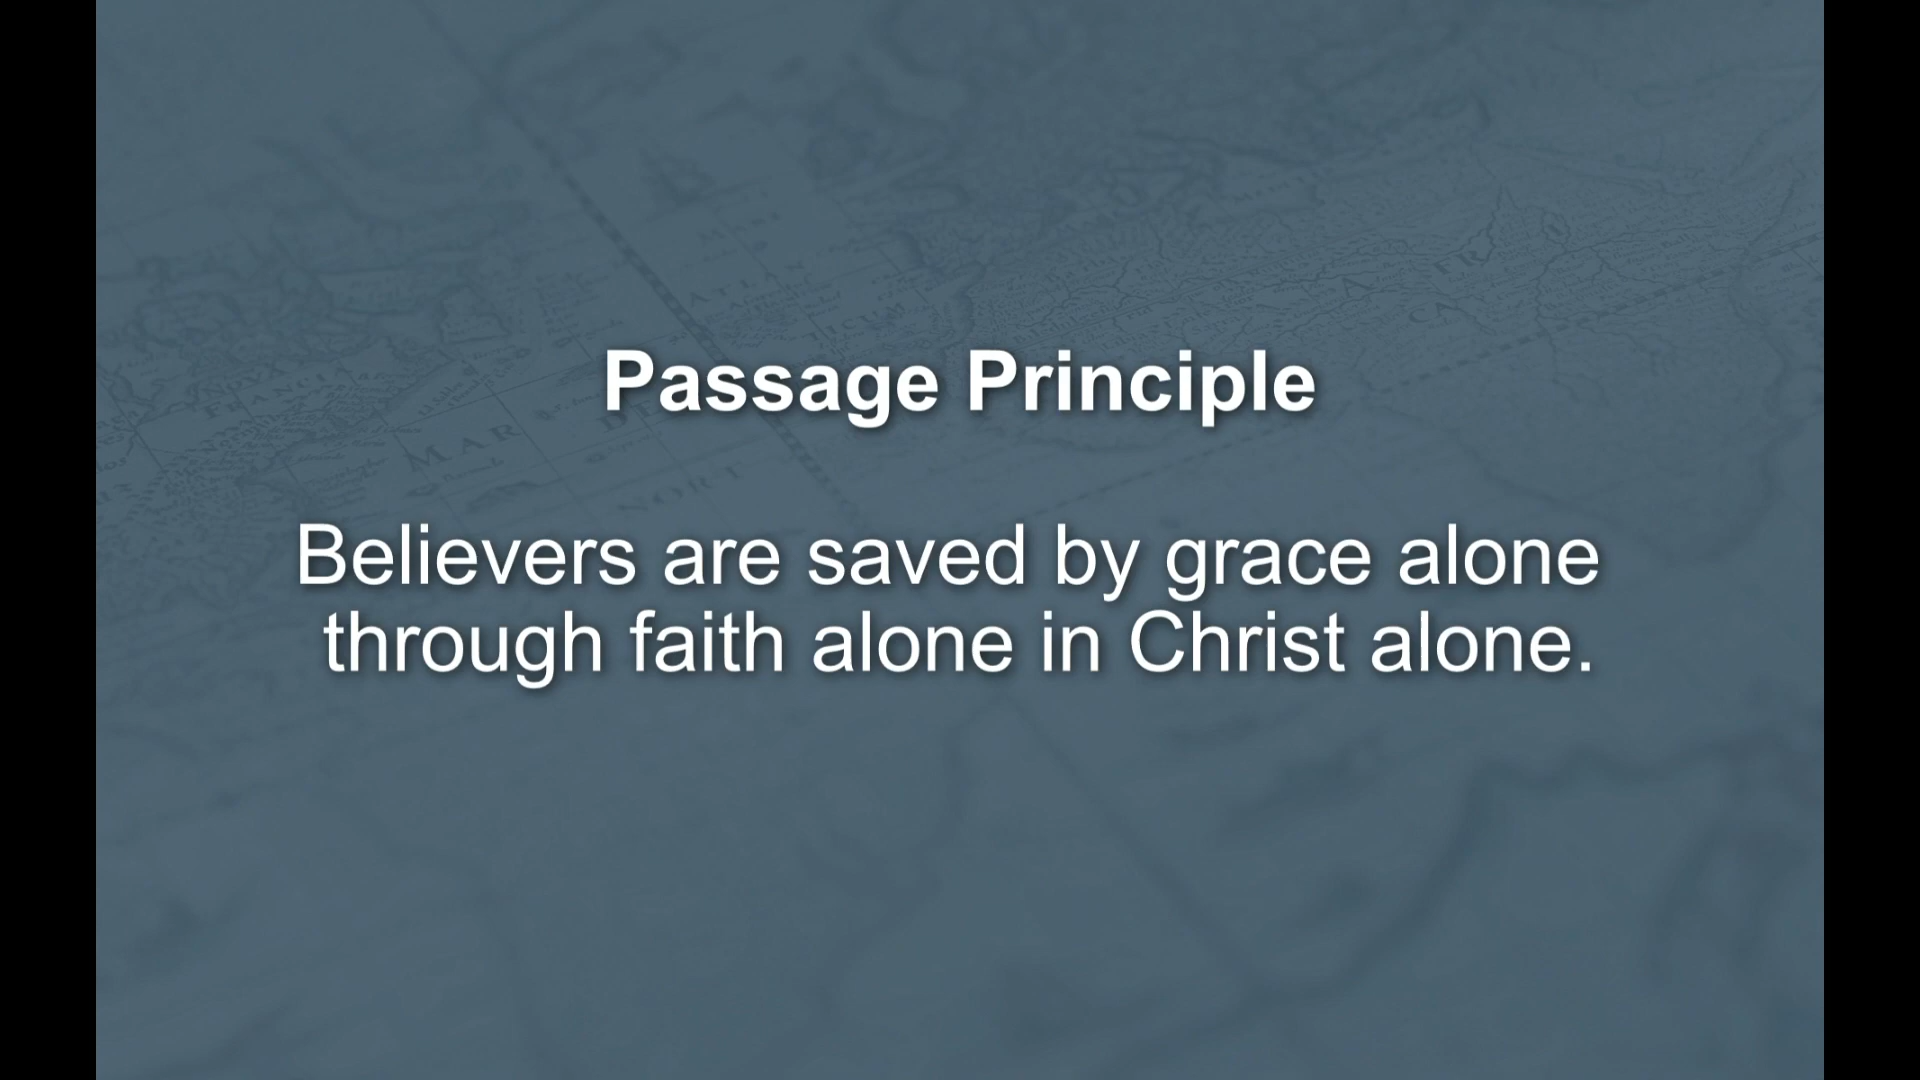 Passage Principle
Believers are saved by grace alone
through faith alone in Christ alone.